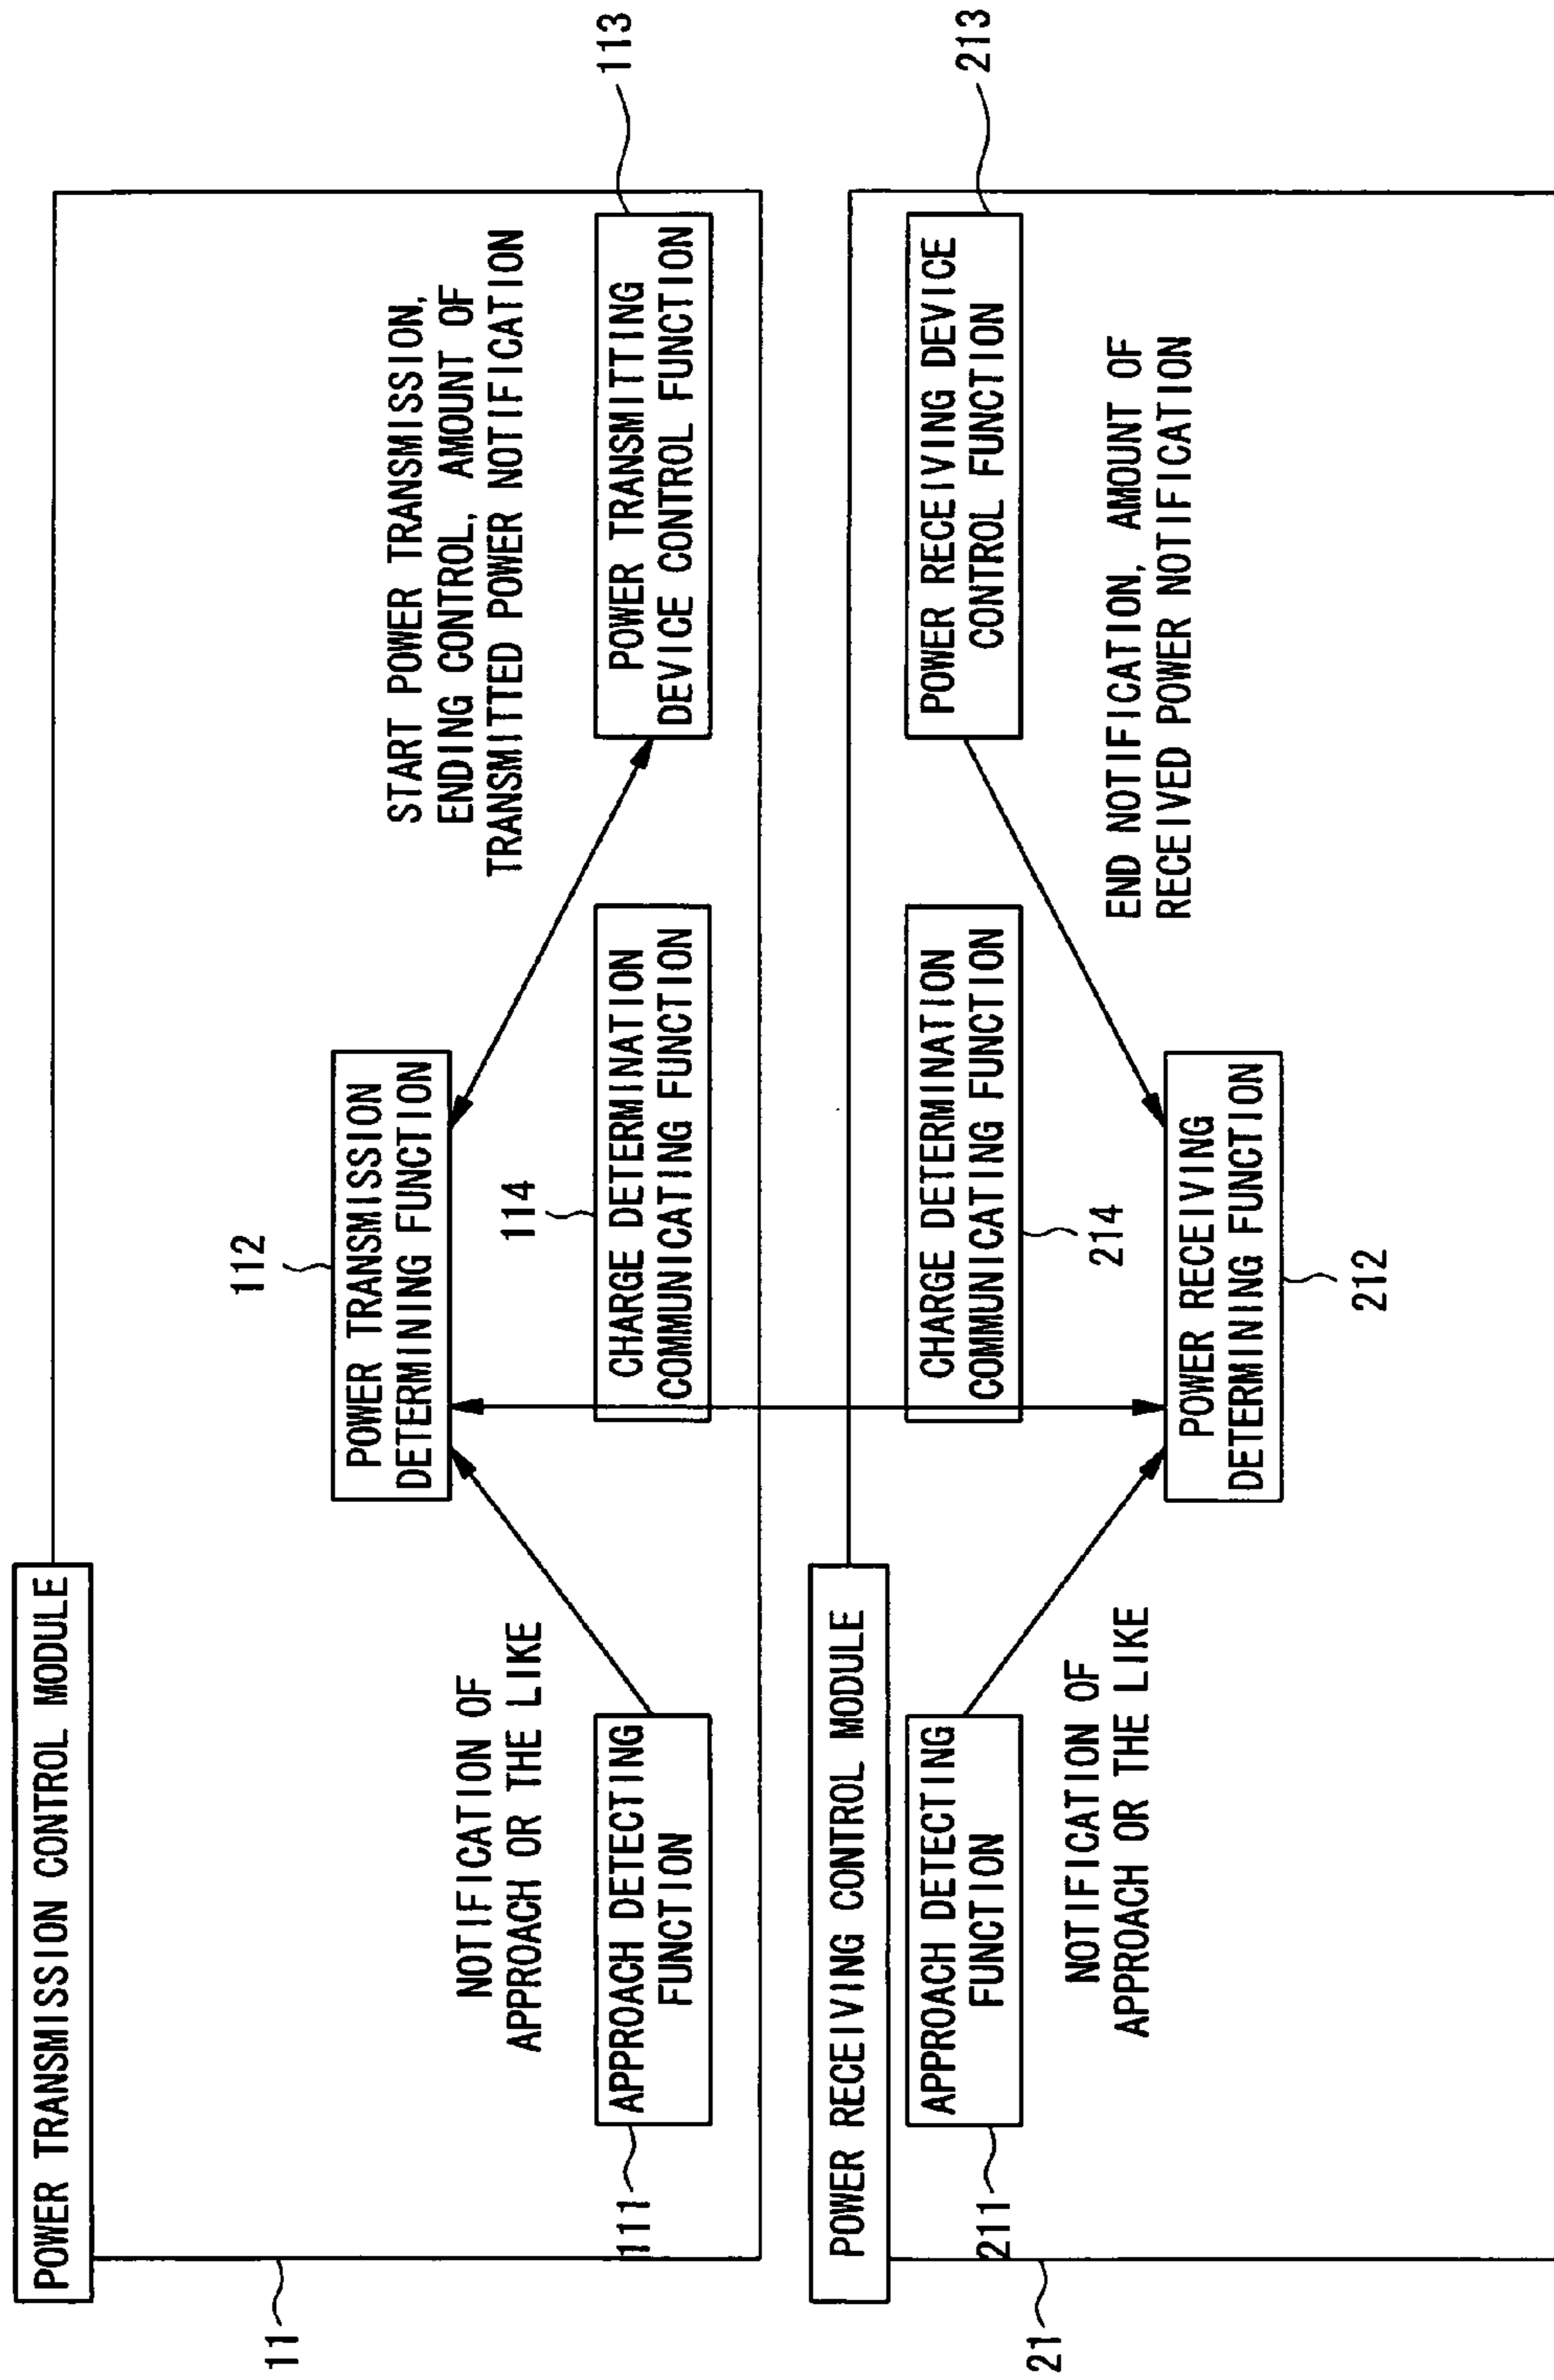 POWER TRANSMISSION CONTROL MODULE
11
112
POWER TRANSMISSION
DETERMINING FUNCTION
START POWER TRANSMISSION,
ENDING CONTROL, AMOUNT OF
TRANSMITTED POWER NOTIFICATION
NOTIFICATION OF
APPROACH OR THE LIKE
114
111
APPROACH DETECTING
FUNCTION
CHARGE DETERMINATION
COMMUNICATING FUNCTION
POWER TRANSMITTING
DEVICE CONTROL FUNCTION
113
POWER RECEIVING CONTROL MODULE
21
211
APPROACH DETECTING
FUNCTION
CHARGE DETERMINATION
COMMUNICATING FUNCTION
POWER RECEIVING DEVICE
CONTROL FUNCTION
213
NOTIFICATION OF
APPROACH OR THE LIKE
214
END NOTIFICATION, AMOUNT OF
RECEIVED POWER NOTIFICATION
POWER RECEIVING
DETERMINING FUNCTION
212